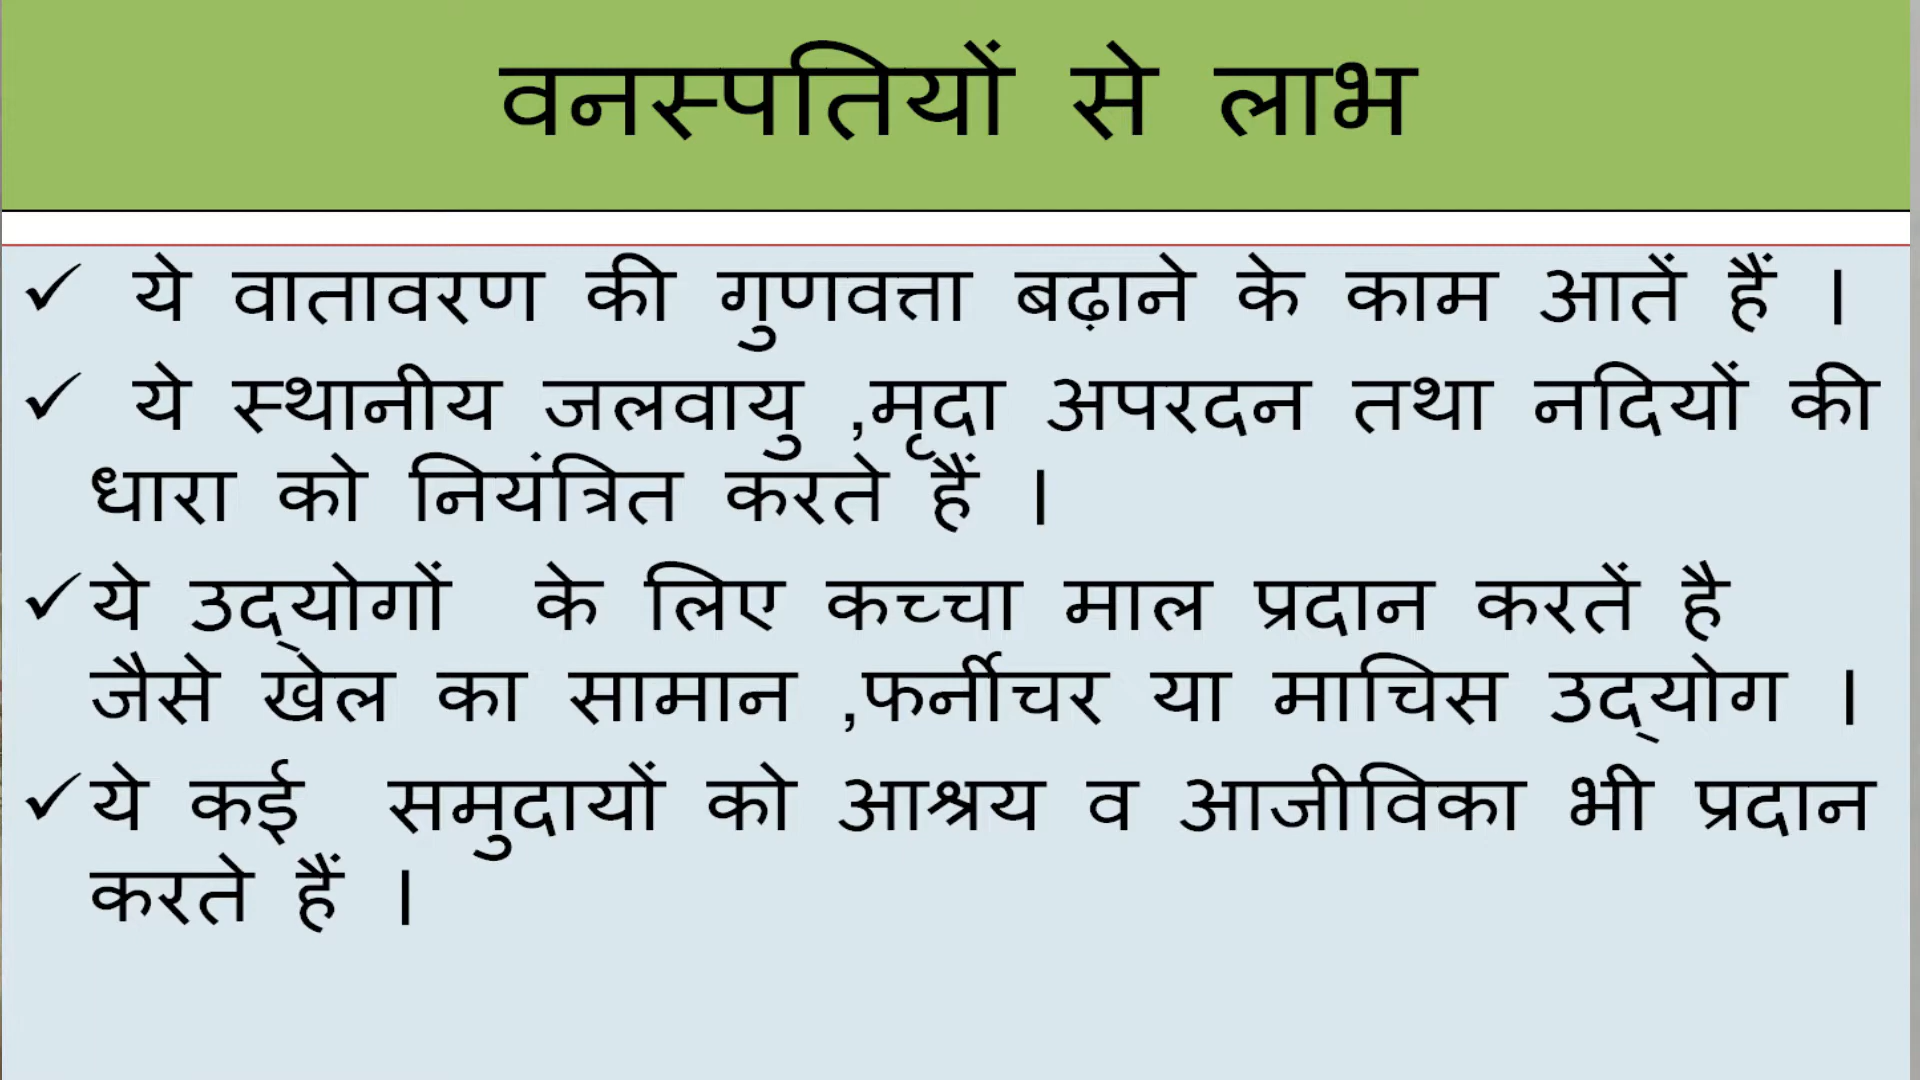 वनस्पतियों से लाभ
✓ ये वातावरण की गुणवत्ता बढ़ाने के काम आतें हैं ।
✓ ये स्थानीय जलवायु ,मृदा अपरदन तथा नदियों की
धारा को नियंत्रित करते हैं ।
✓ ये उद्योगों के लिए कच्चा माल प्रदान करतें है
जैसे खेल का सामान ,फर्नीचर या माचिस उद्योग ।
✓ ये कई समुदायों को आश्रय व आजीविका भी प्रदान
करते हैं ।